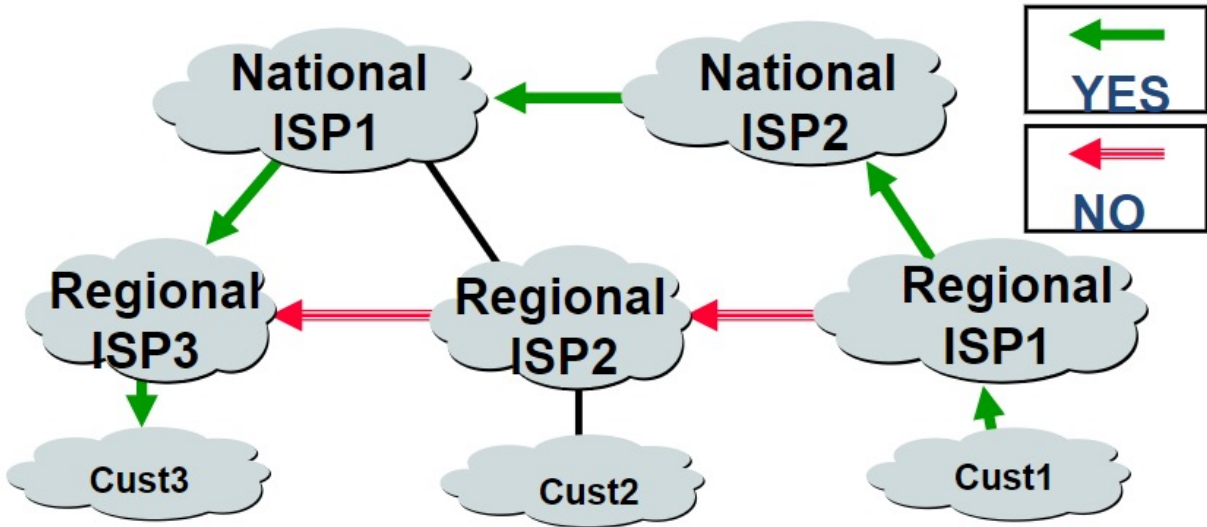 National
ISP1
National
ISP2
YES
NO
Regional
ISP3
Regional
ISP2
Regional
ISP1
Cust3
Cust2
Cust1